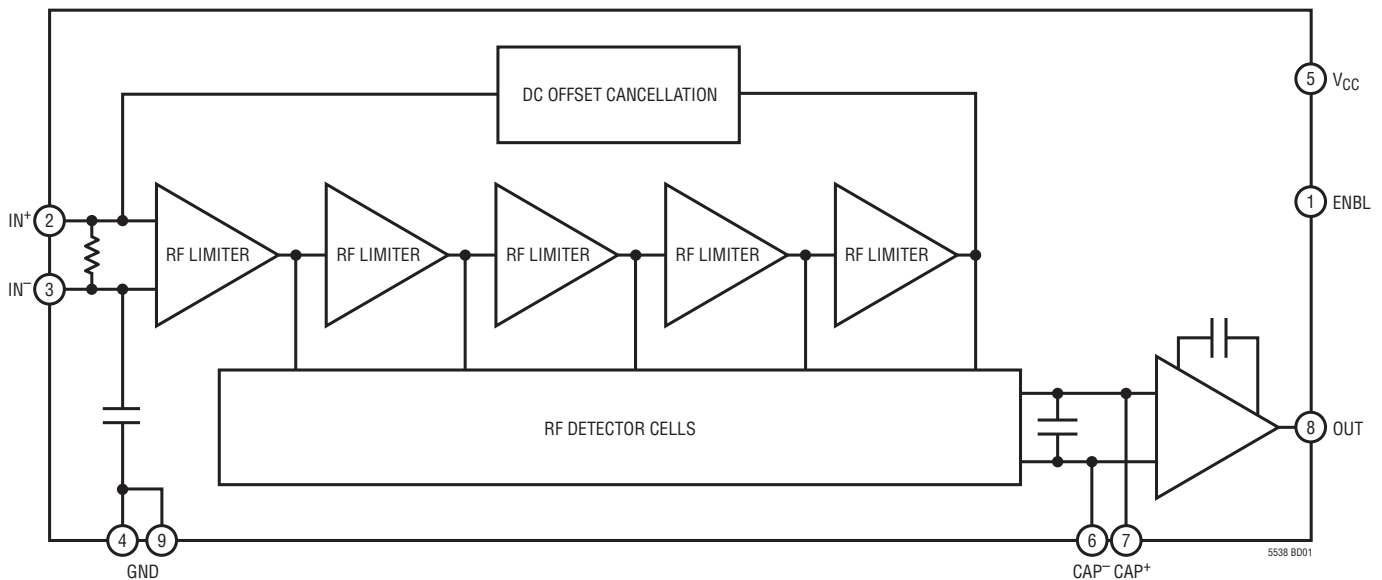 DC OFFSET CANCELLATION
5 VCC
1 ENBL
IN+ 2
RF LIMITER RF LIMITER RF LIMITER RF LIMITER RF LIMITER
IN− 3
RF DETECTOR CELLS
8 OUT
4 9
6 7
GND
CAP− CAP+
5538 BD01